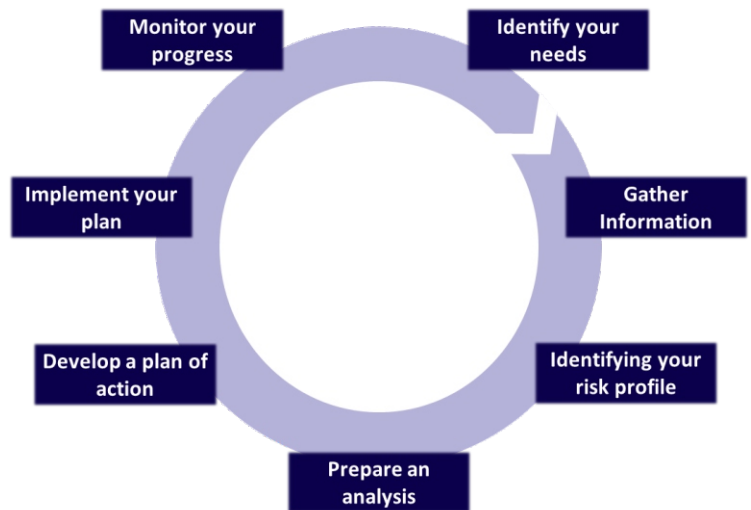 Monitor your
progress
Identify your
needs
Implement your
plan
Gather
Information
Develop a plan of
action
Identifying your
risk profile
Prepare an
analysis